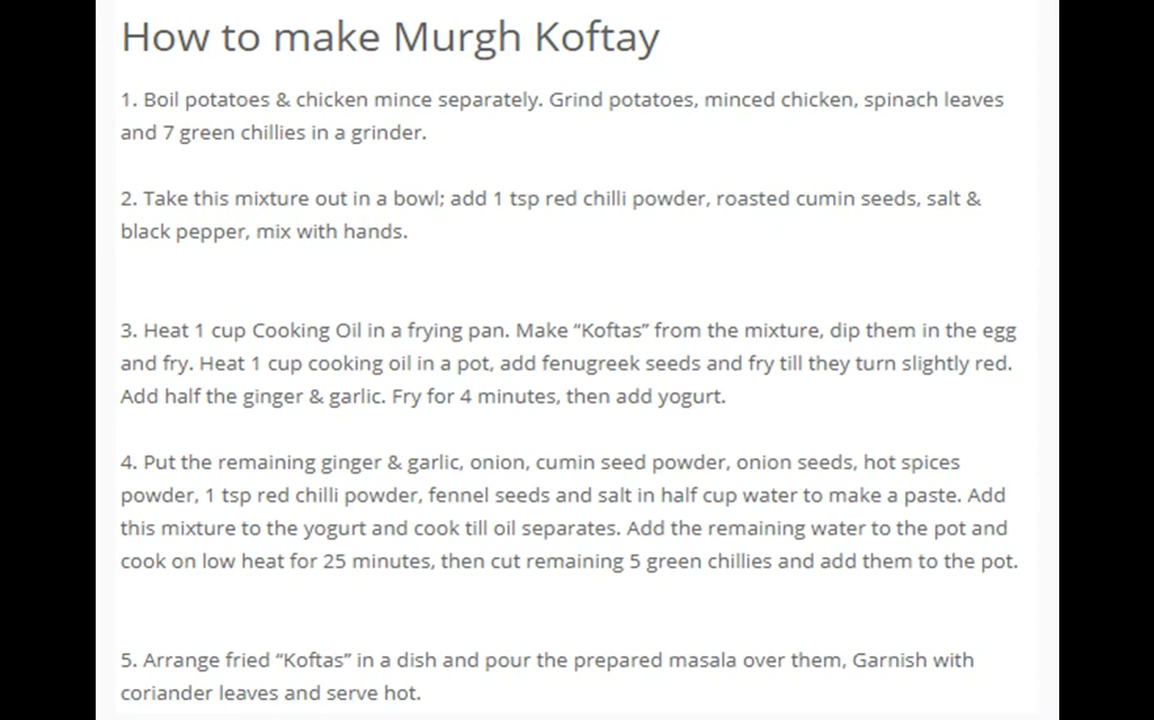 How to make Murgh Koftay
1. Boil potatoes & chicken mince separately. Grind potatoes, minced chicken, spinach leaves
and 7 green chillies in a grinder.
2. Take this mixture out in a bowl; add 1 tsp red chilli powder, roasted cumin seeds, salt &
black pepper, mix with hands.
3. Heat 1 cup Cooking Oil in a frying pan. Make “Koftas” from the mixture, dip them in the egg
and fry. Heat 1 cup cooking oil in a pot, add fenugreek seeds and fry till they turn slightly red.
Add half the ginger & garlic. Fry for 4 minutes, then add yogurt.
4. Put the remaining ginger & garlic, onion, cumin seed powder, onion seeds, hot spices
powder, 1 tsp red chilli powder, fennel seeds and salt in half cup water to make a paste. Add
this mixture to the yogurt and cook till oil separates. Add the remaining water to the pot and
cook on low heat for 25 minutes, then cut remaining 5 green chillies and add them to the pot.
5. Arrange fried “Koftas” in a dish and pour the prepared masala over them, Garnish with
coriander leaves and serve hot.